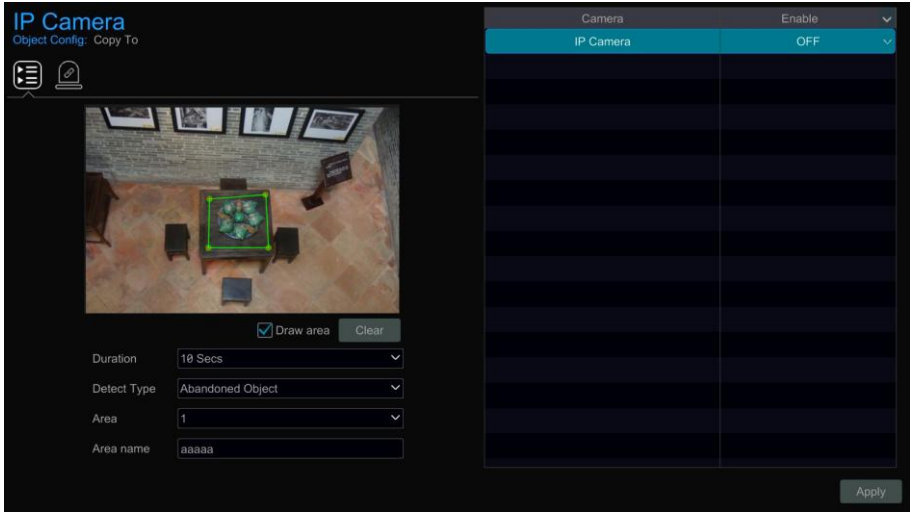 IP Camera
Object Config: Copy To
Draw area
Clear
Duration
10 Secs
Detect Type
Abandoned Object
Area
1
Area name
aaaaa
Camera
Enable
IP Camera
OFF
Apply